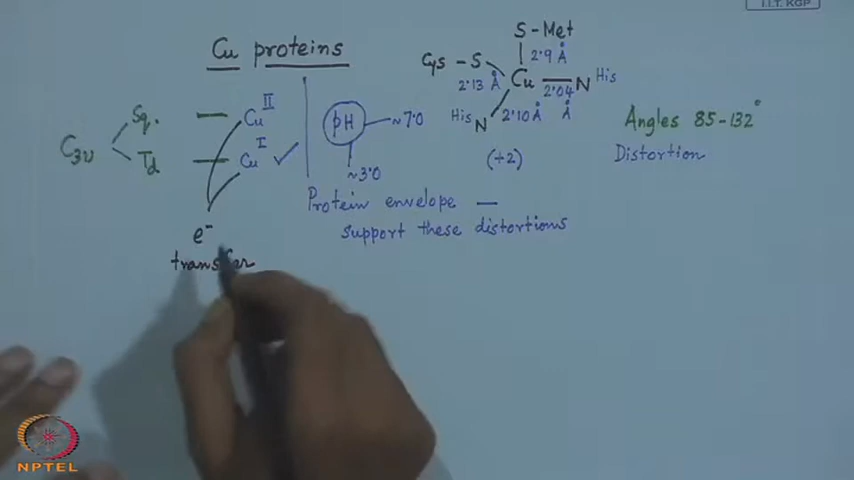 I.I.T. KGP
Cu proteins
S-Met
Cys - S
2.9 Å
2.13 Å
Cu
2.04 Å
N His
His N
2.10 Å
(+2)
Angles 85-132°
Distortion
C3v
Sq. — Cu II
Td — Cu I ✓
pH
~7.0
~3.0
e-
transfer
Protein envelope —
support these distortions
NPTEL